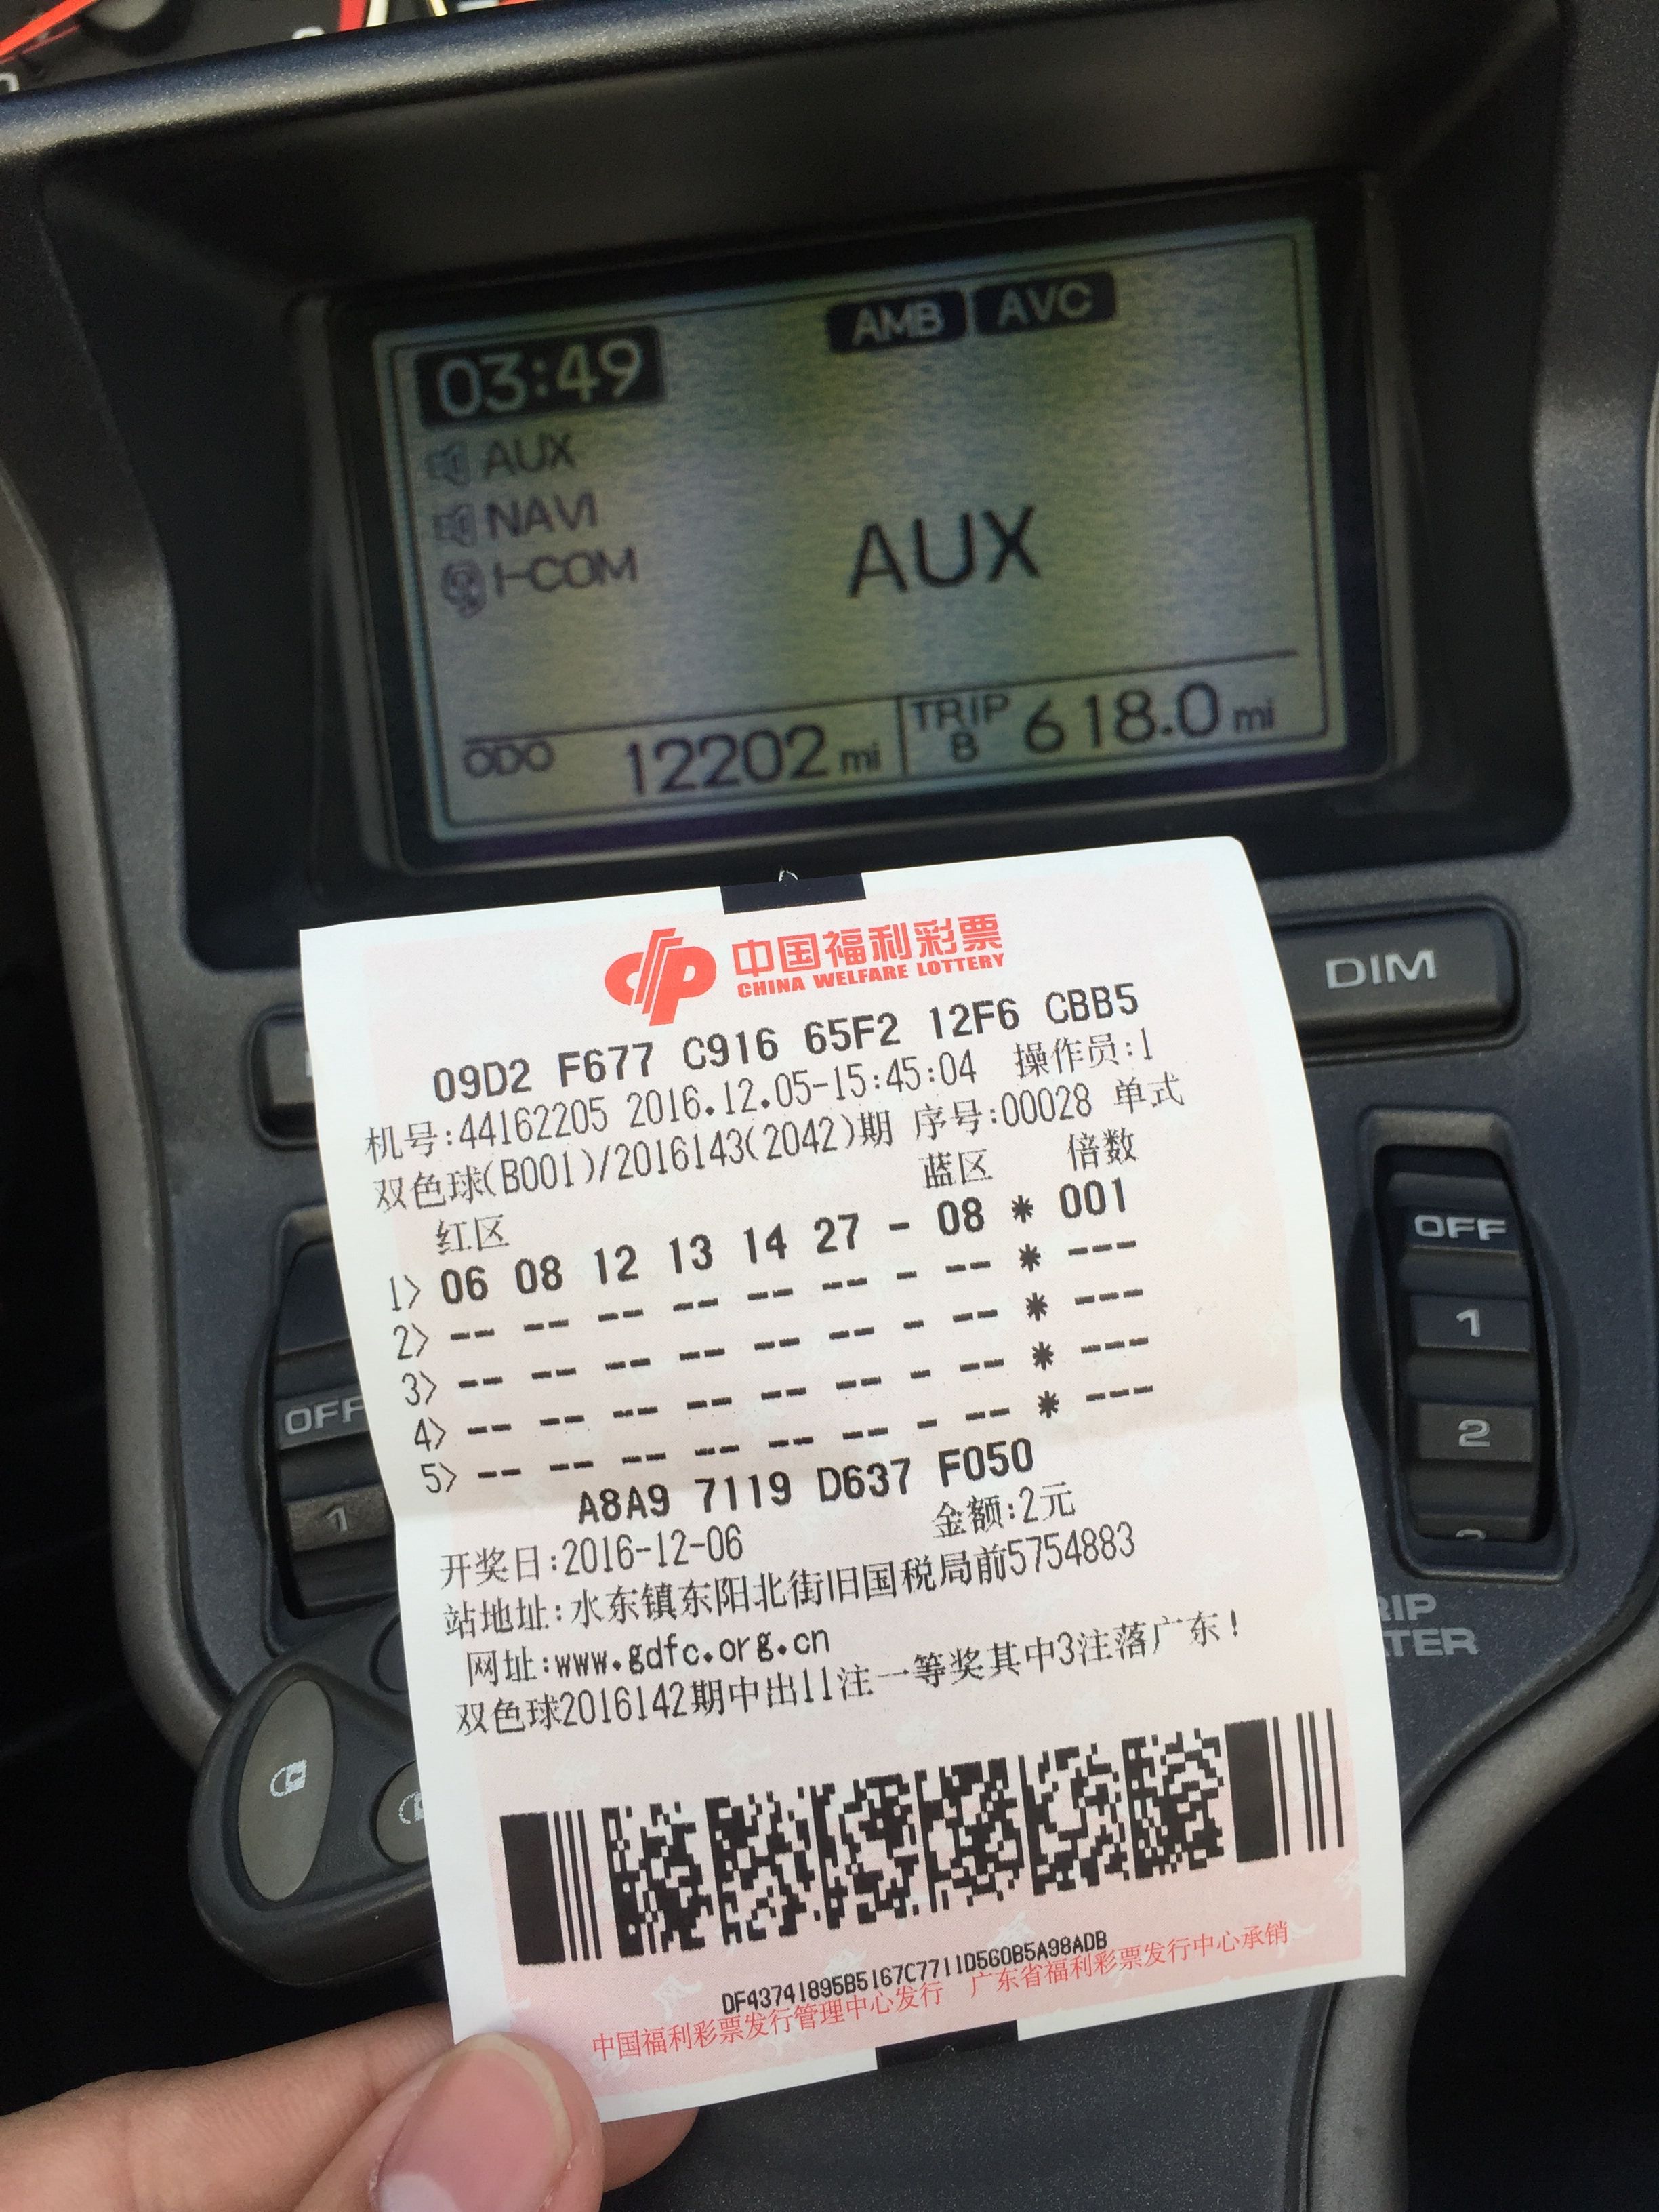 03:49
AMB AVC
AUX
NAVI
I-COM
AUX
ODO 12202 mi
TRIP B 618.0 mi
中国福利彩票
CHINA WELFARE LOTTERY
DIM
09D2 F677 C916 65F2 12F6 CBB5
机号:44162205 2016.12.05-15:45:04 操作员:1
双色球(B001)/2016143(2042)期 序号:00028 单式
红区 蓝区 倍数
1> 06 08 12 13 14 27 - 08 * 001
2> -- -- -- -- -- -- - -- * ---
3> -- -- -- -- -- -- - -- * ---
4> -- -- -- -- -- -- - -- * ---
5> -- -- -- -- -- -- - -- * ---
A8A9 7119 D637 F050
开奖日:2016-12-06 金额:2元
站地址:水东镇东阳北街旧国税局前5754883
网址:www.gdfc.org.cn
双色球2016142期中出11注一等奖其中3注落广东!
DF43741895B5167C7711D560B5A98ADB
中国福利彩票发行管理中心发行 广东省福利彩票发行中心承销
OFF
1
2
OFF
1